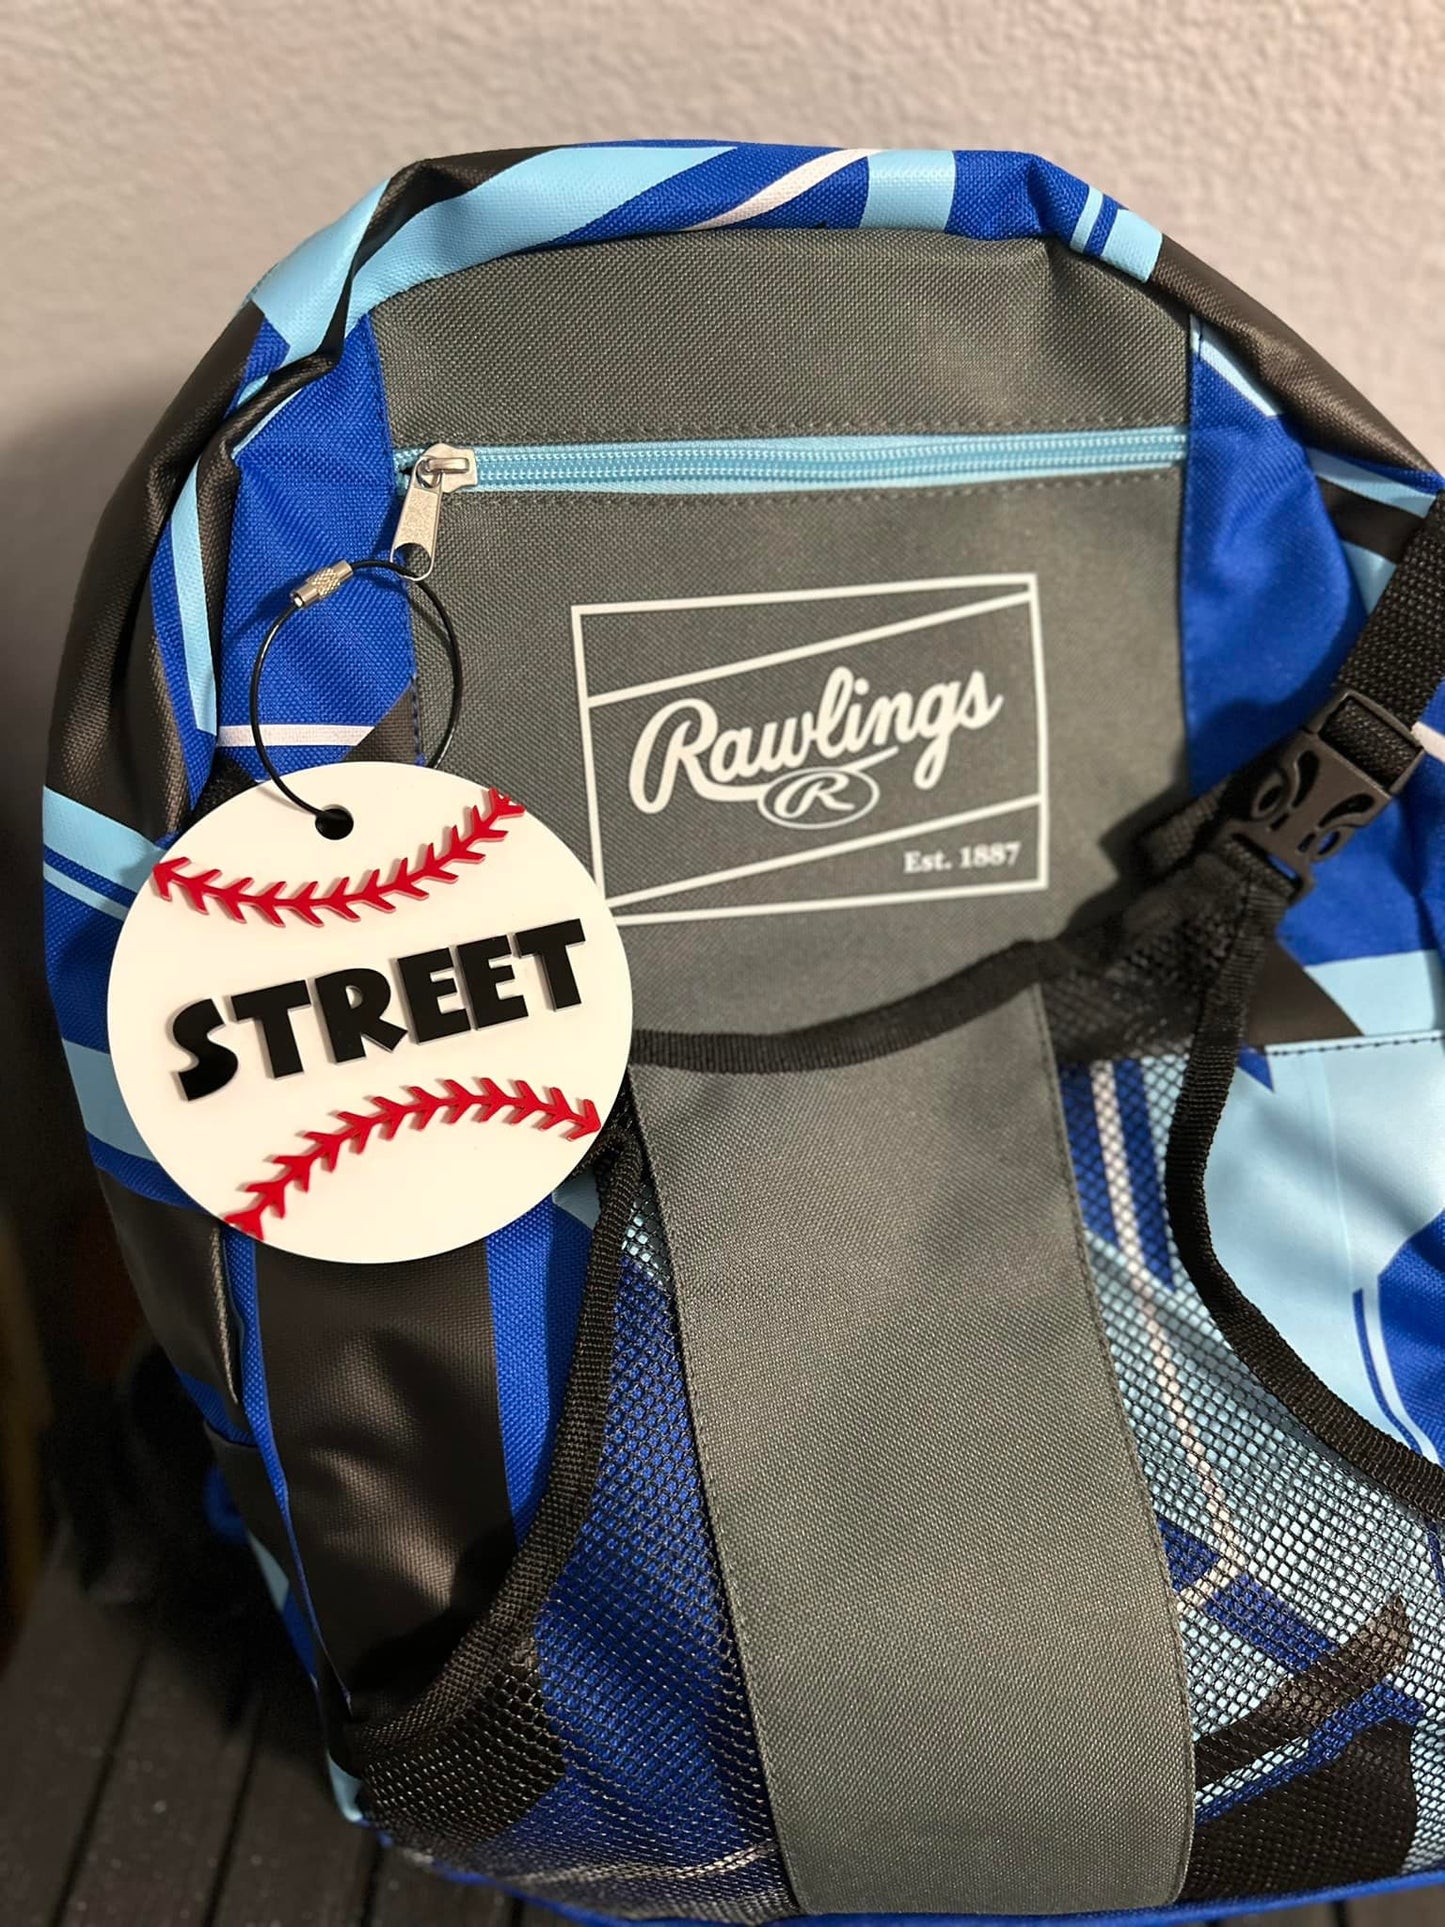 Rawlings
R
Est. 1887
STREET